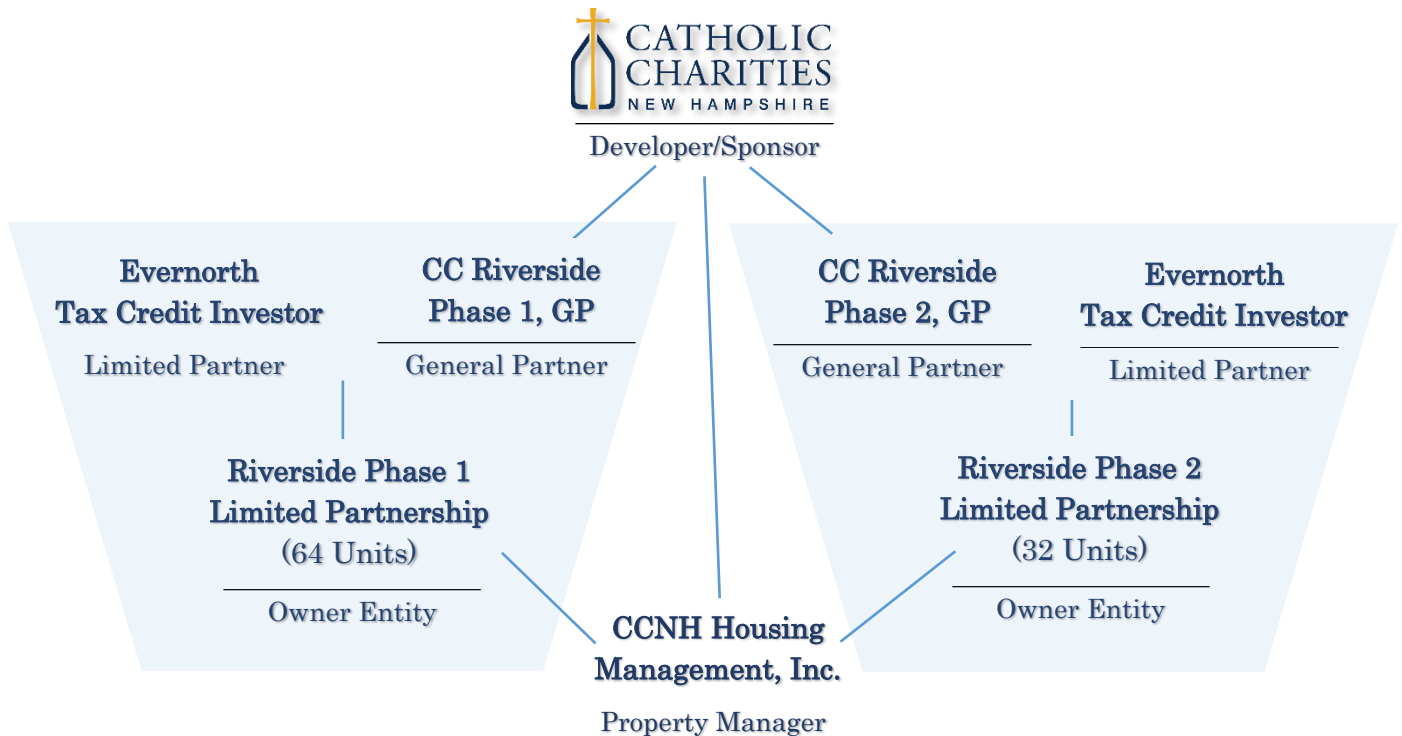 CATHOLIC
CHARITIES
NEW HAMPSHIRE
Developer/Sponsor
Evernorth
Tax Credit Investor
Limited Partner
CC Riverside
Phase 1, GP
General Partner
Riverside Phase 1
Limited Partnership
(64 Units)
Owner Entity
CC Riverside
Phase 2, GP
General Partner
Evernorth
Tax Credit Investor
Limited Partner
Riverside Phase 2
Limited Partnership
(32 Units)
Owner Entity
CCNH Housing
Management, Inc.
Property Manager